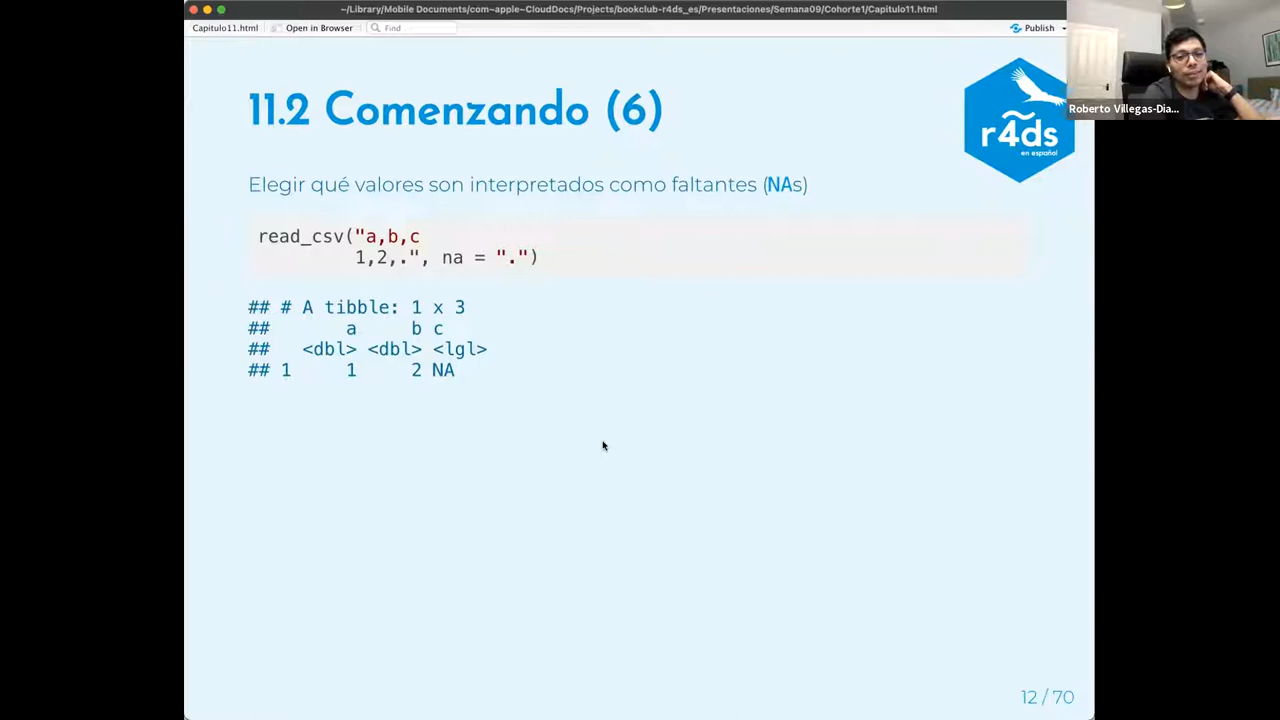 ~/Library/Mobile Documents/com~apple~CloudDocs/Projects/bookclub-r4ds_es/Presentaciones/Semana09/Cohorte1/Capitulo11.html
Capitulo11.html
Open in Browser
Find
Publish
Roberto Villegas-Dia...
11.2 Comenzando (6)
r4ds
en español
Elegir qué valores son interpretados como faltantes (NAs)
read_csv("a,b,c
1,2,.", na = ".")
## # A tibble: 1 x 3
## a b c
## <dbl> <dbl> <lgl>
## 1 1 2 NA
12 / 70